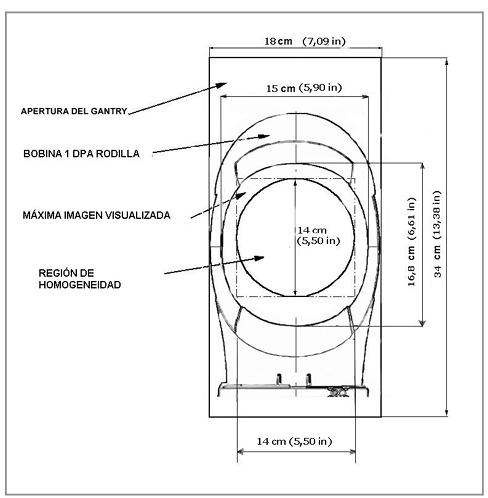 18 cm (7,09 in)
15 cm (5,90 in)
APERTURA DEL GANTRY
BOBINA 1 DPA RODILLA
MÁXIMA IMAGEN VISUALIZADA
14 cm
(5,50 in)
REGIÓN DE
HOMOGENEIDAD
16,8 cm (6,61 in)
34 cm (13,38 in)
14 cm (5,50 in)